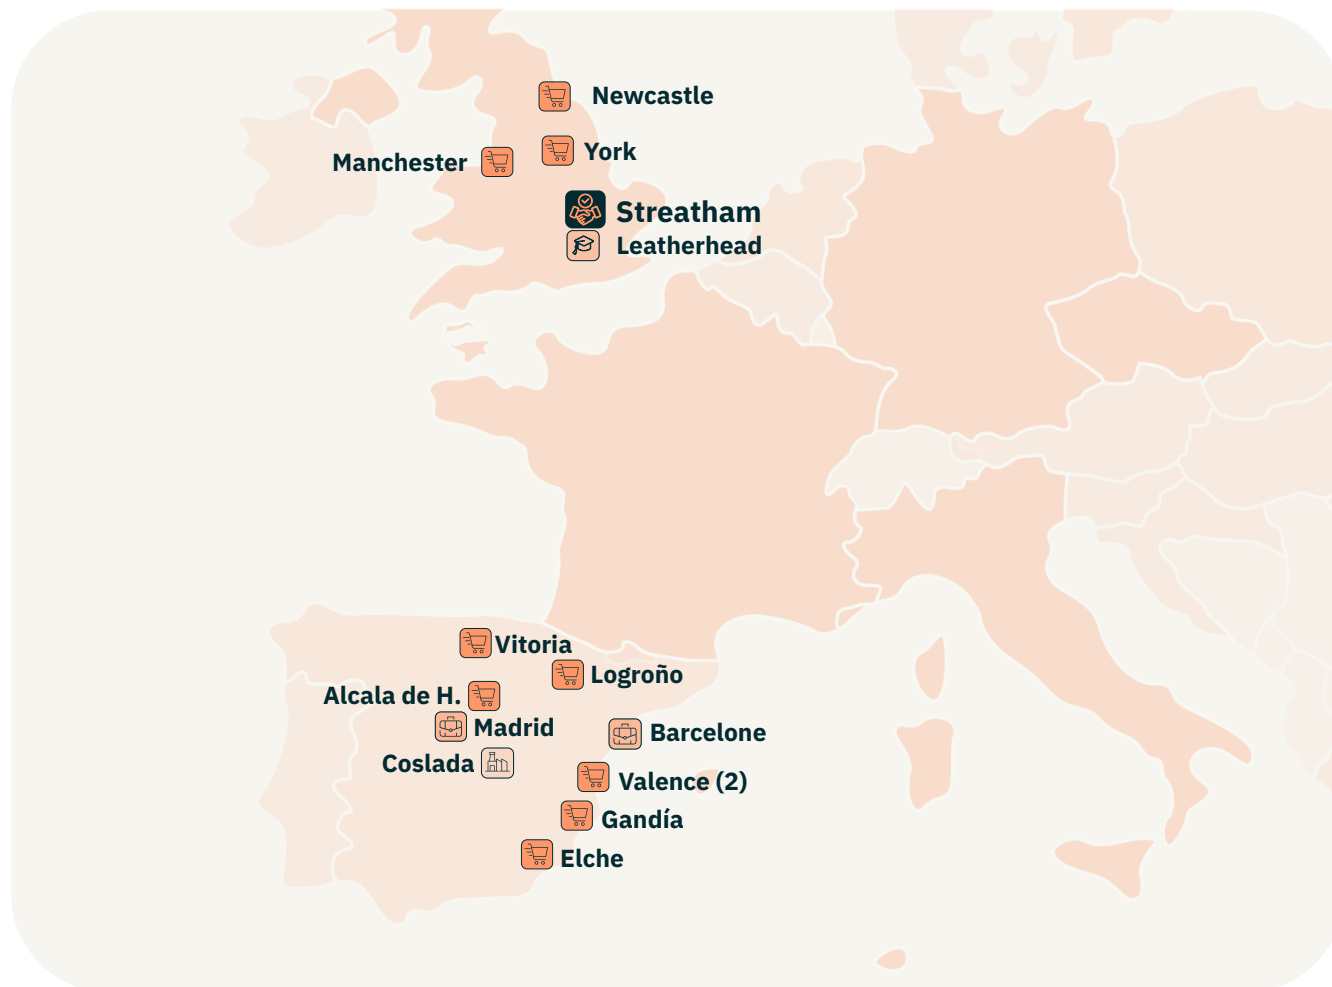 Newcastle
York
Manchester
Streatham
Leatherhead
Vitoria
Logroño
Alcala de H.
Madrid
Barcelone
Coslada
Valence (2)
Gandía
Elche